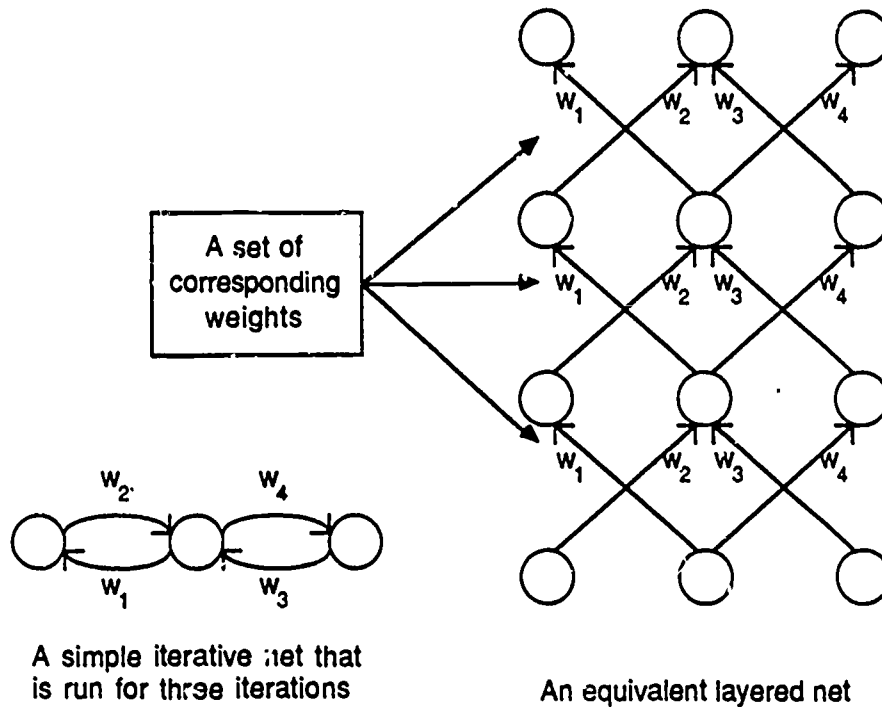 W1 W2 W3 W4
A set of
corresponding
weights
W1 W2 W3 W4
W1 W2 W3 W4
W2 W4
W1 W3
A simple iterative net that
is run for three iterations
An equivalent layered net